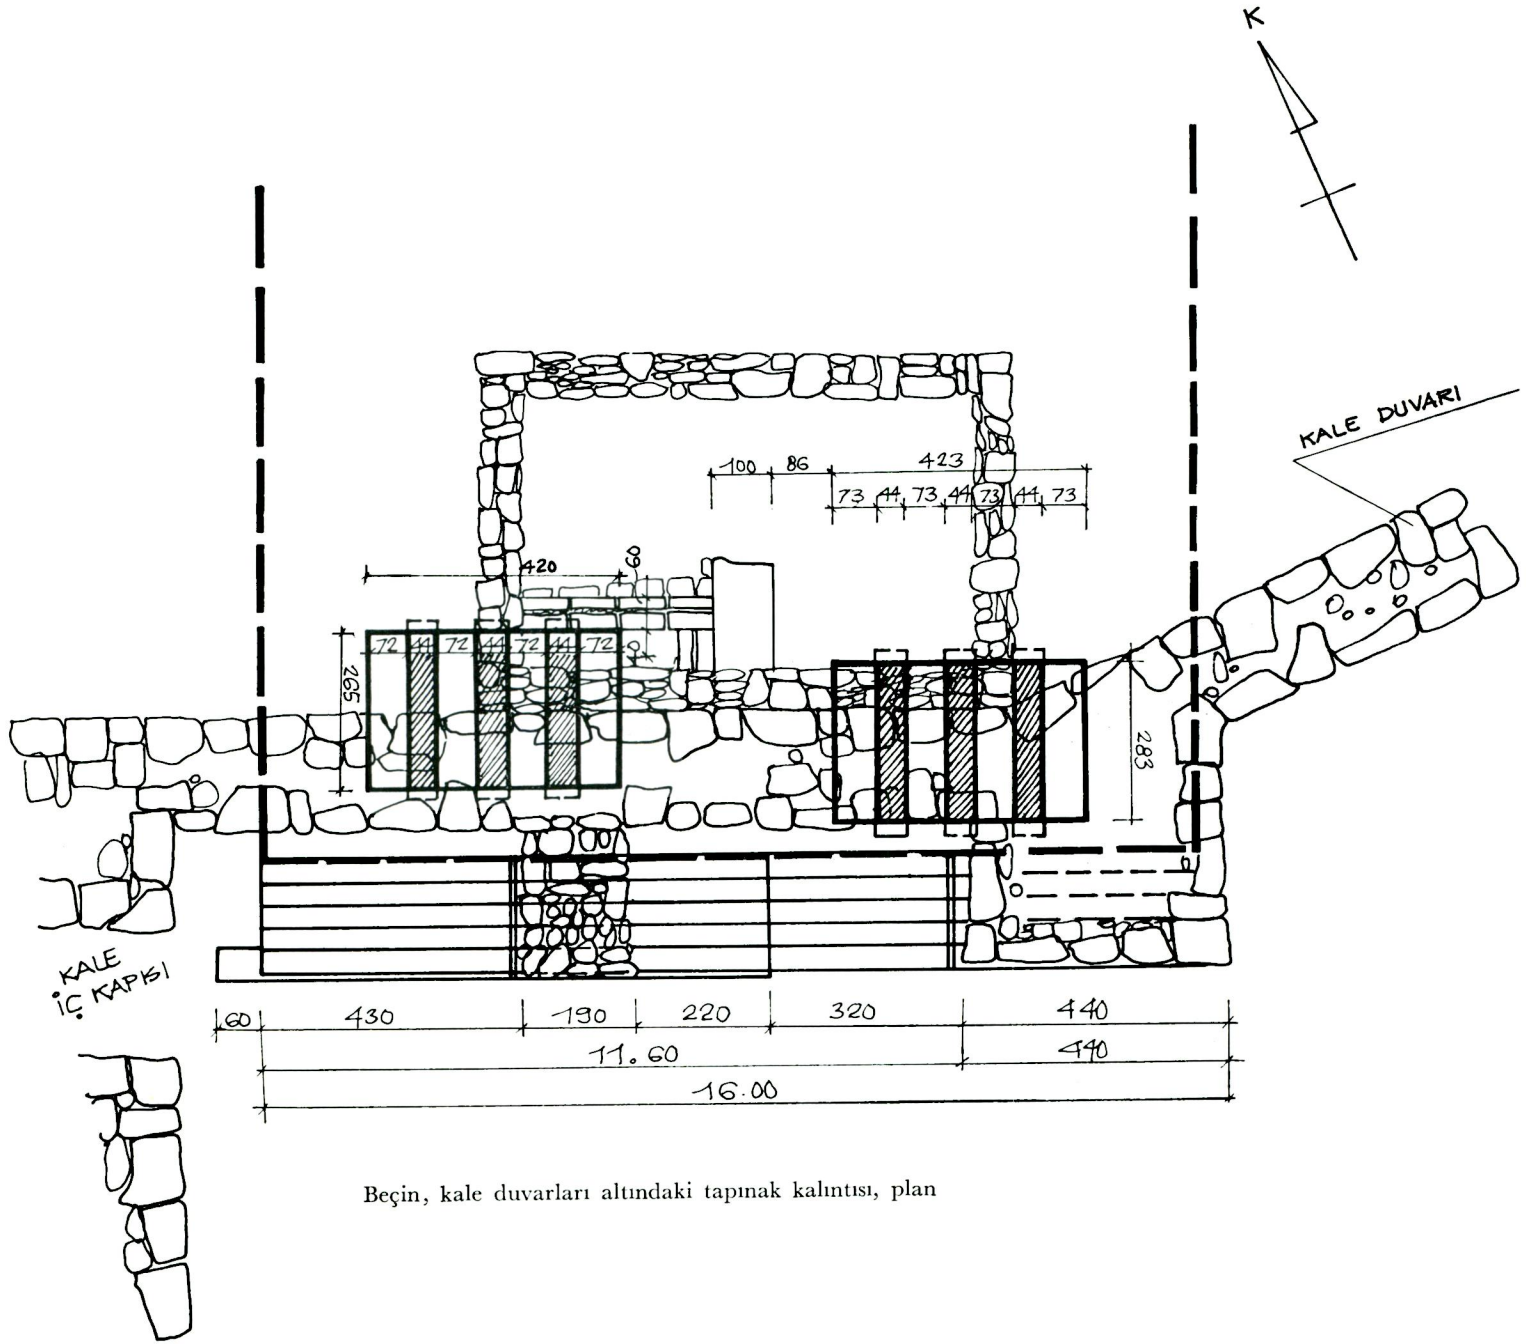 K
KALE DUVARI
100 86 423
73 44 73 44 73 44 73
420
60
72 44 72 44 72 44 72
40
265
283
KALE
İÇ KAPISI
60 430 190 220 320 440
11.60 440
16.00
Beçin, kale duvarları altındaki tapınak kalıntısı, plan